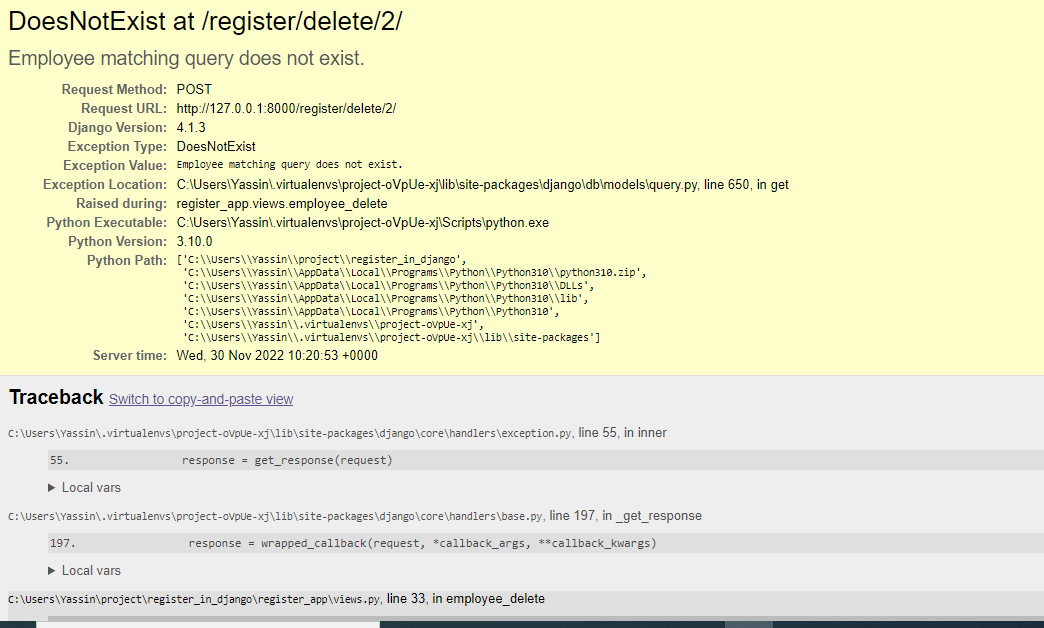 DoesNotExist at /register/delete/2/
Employee matching query does not exist.
Request Method: POST
Request URL: http://127.0.0.1:8000/register/delete/2/
Django Version: 4.1.3
Exception Type: DoesNotExist
Exception Value: Employee matching query does not exist.
Exception Location: C:\Users\Yassin\.virtualenvs\project-oVpUe-xj\lib\site-packages\django\db\models\query.py, line 650, in get
Raised during: register_app.views.employee_delete
Python Executable: C:\Users\Yassin\.virtualenvs\project-oVpUe-xj\Scripts\python.exe
Python Version: 3.10.0
Python Path: ['C:\\Users\\Yassin\\project\\register_in_django',
'C:\\Users\\Yassin\\AppData\\Local\\Programs\\Python\\Python310\\python310.zip',
'C:\\Users\\Yassin\\AppData\\Local\\Programs\\Python\\Python310\\DLLs',
'C:\\Users\\Yassin\\AppData\\Local\\Programs\\Python\\Python310\\lib',
'C:\\Users\\Yassin\\AppData\\Local\\Programs\\Python\\Python310',
'C:\\Users\\Yassin\\.virtualenvs\\project-oVpUe-xj',
'C:\\Users\\Yassin\\.virtualenvs\\project-oVpUe-xj\\lib\\site-packages']
Server time: Wed, 30 Nov 2022 10:20:53 +0000
Traceback Switch to copy-and-paste view
C:\Users\Yassin\.virtualenvs\project-oVpUe-xj\lib\site-packages\django\core\handlers\exception.py, line 55, in inner
55. response = get_response(request)
▶ Local vars
C:\Users\Yassin\.virtualenvs\project-oVpUe-xj\lib\site-packages\django\core\handlers\base.py, line 197, in _get_response
197. response = wrapped_callback(request, *callback_args, **callback_kwargs)
▶ Local vars
C:\Users\Yassin\project\register_in_django\register_app\views.py, line 33, in employee_delete